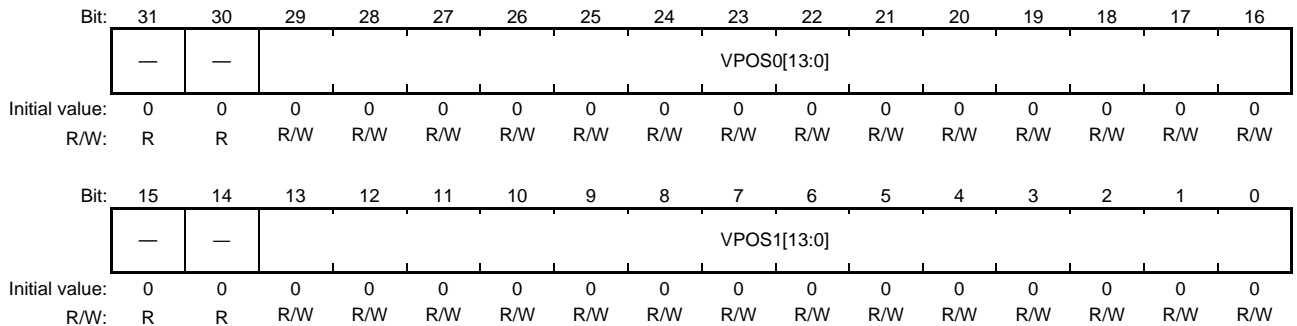 Bit: 31 30 29 28 27 26 25 24 23 22 21 20 19 18 17 16
— — VPOS0[13:0]
Initial value: 0 0 0 0 0 0 0 0 0 0 0 0 0 0 0 0
R/W: R R R/W R/W R/W R/W R/W R/W R/W R/W R/W R/W R/W R/W R/W R/W
Bit: 15 14 13 12 11 10 9 8 7 6 5 4 3 2 1 0
— — VPOS1[13:0]
Initial value: 0 0 0 0 0 0 0 0 0 0 0 0 0 0 0 0
R/W: R R R/W R/W R/W R/W R/W R/W R/W R/W R/W R/W R/W R/W R/W R/W